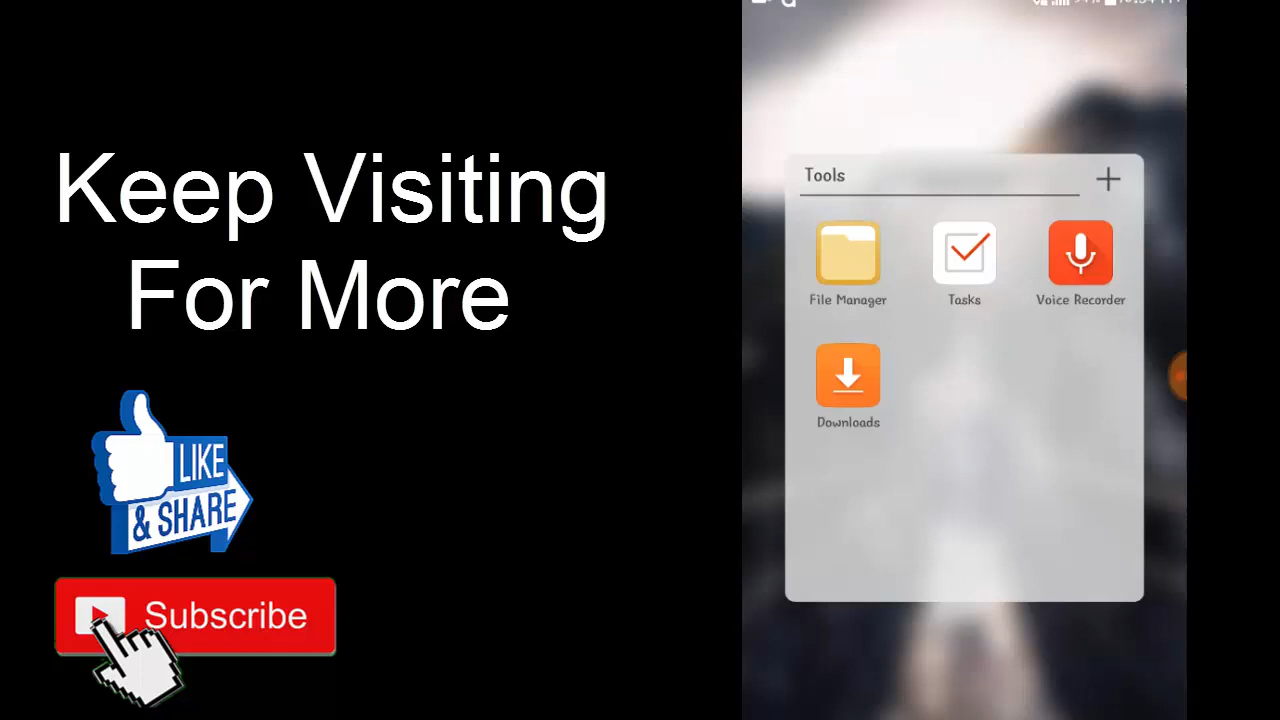 Keep Visiting
For More
LIKE
& SHARE
Subscribe
Tools
File Manager
Tasks
Voice Recorder
Downloads